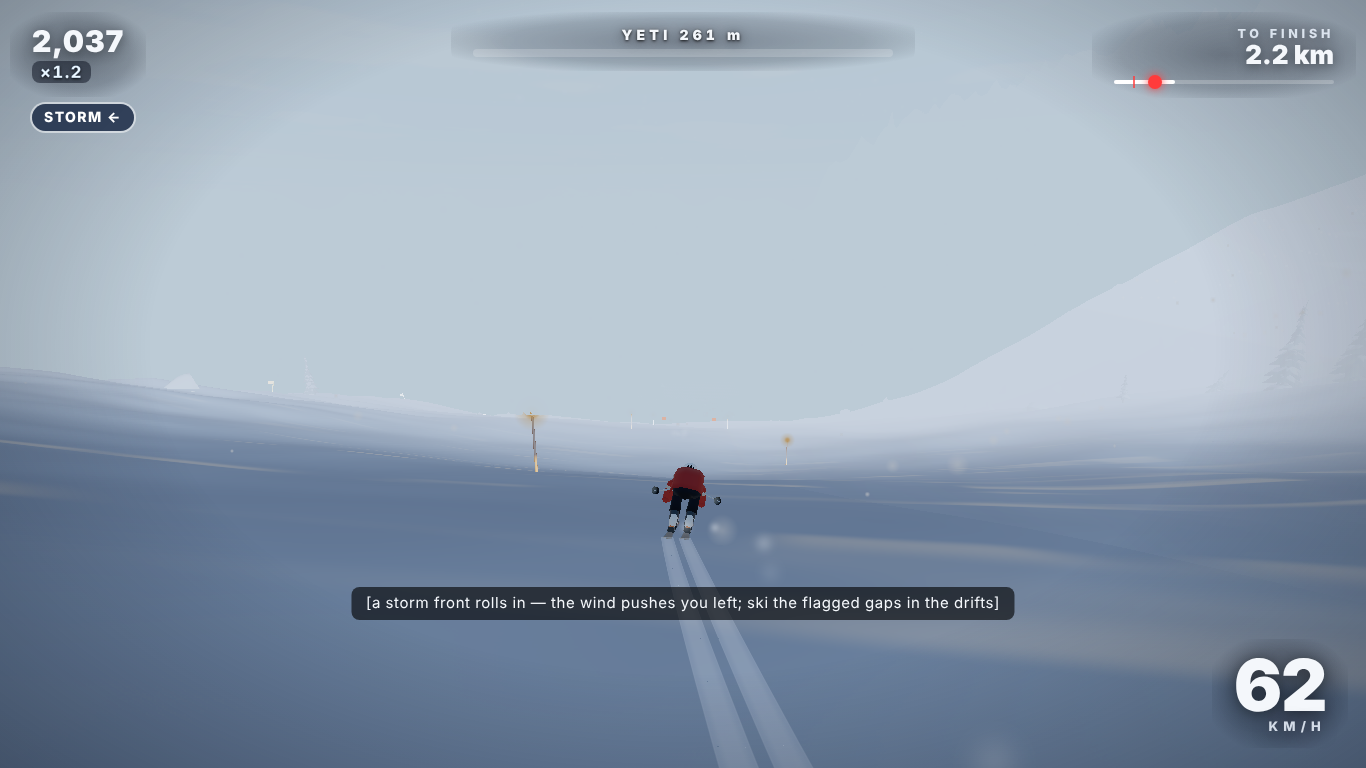 2,037
×1.2
STORM ←
YETI 261 m
TO FINISH
2.2 km
[a storm front rolls in — the wind pushes you left; ski the flagged gaps in the drifts]
62
KM/H